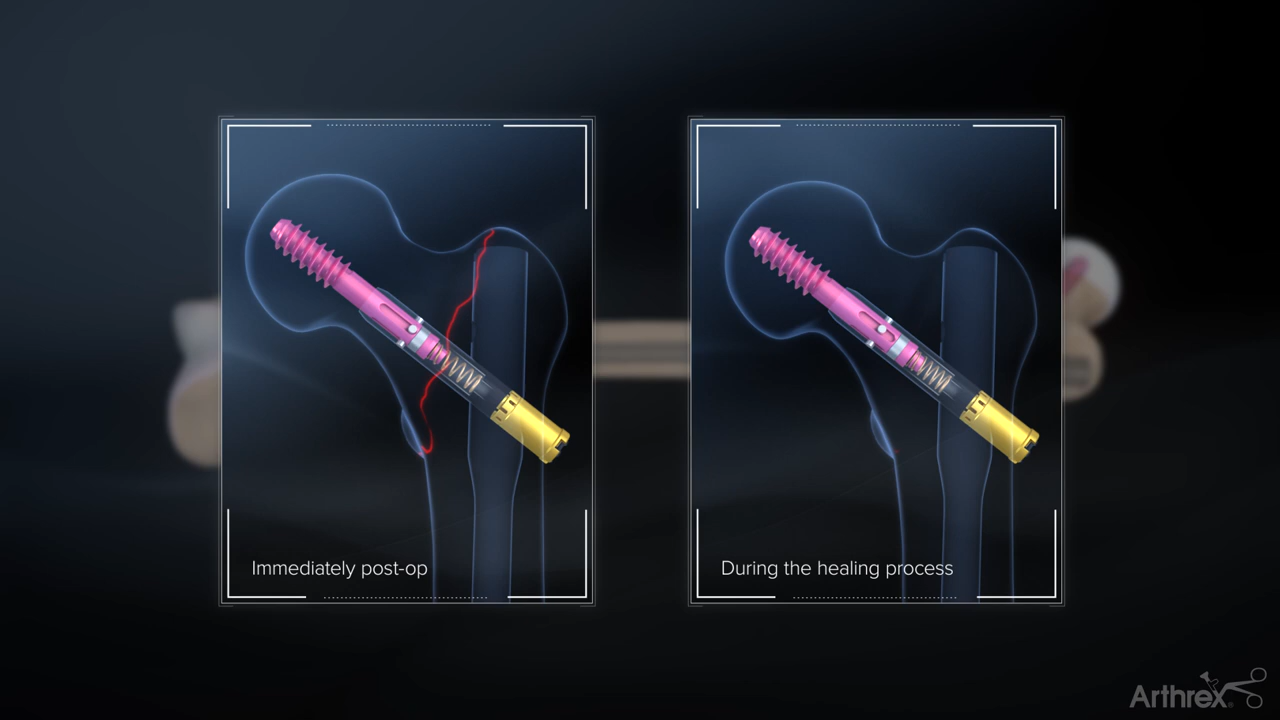 Immediately post-op
During the healing process
Arthrex®